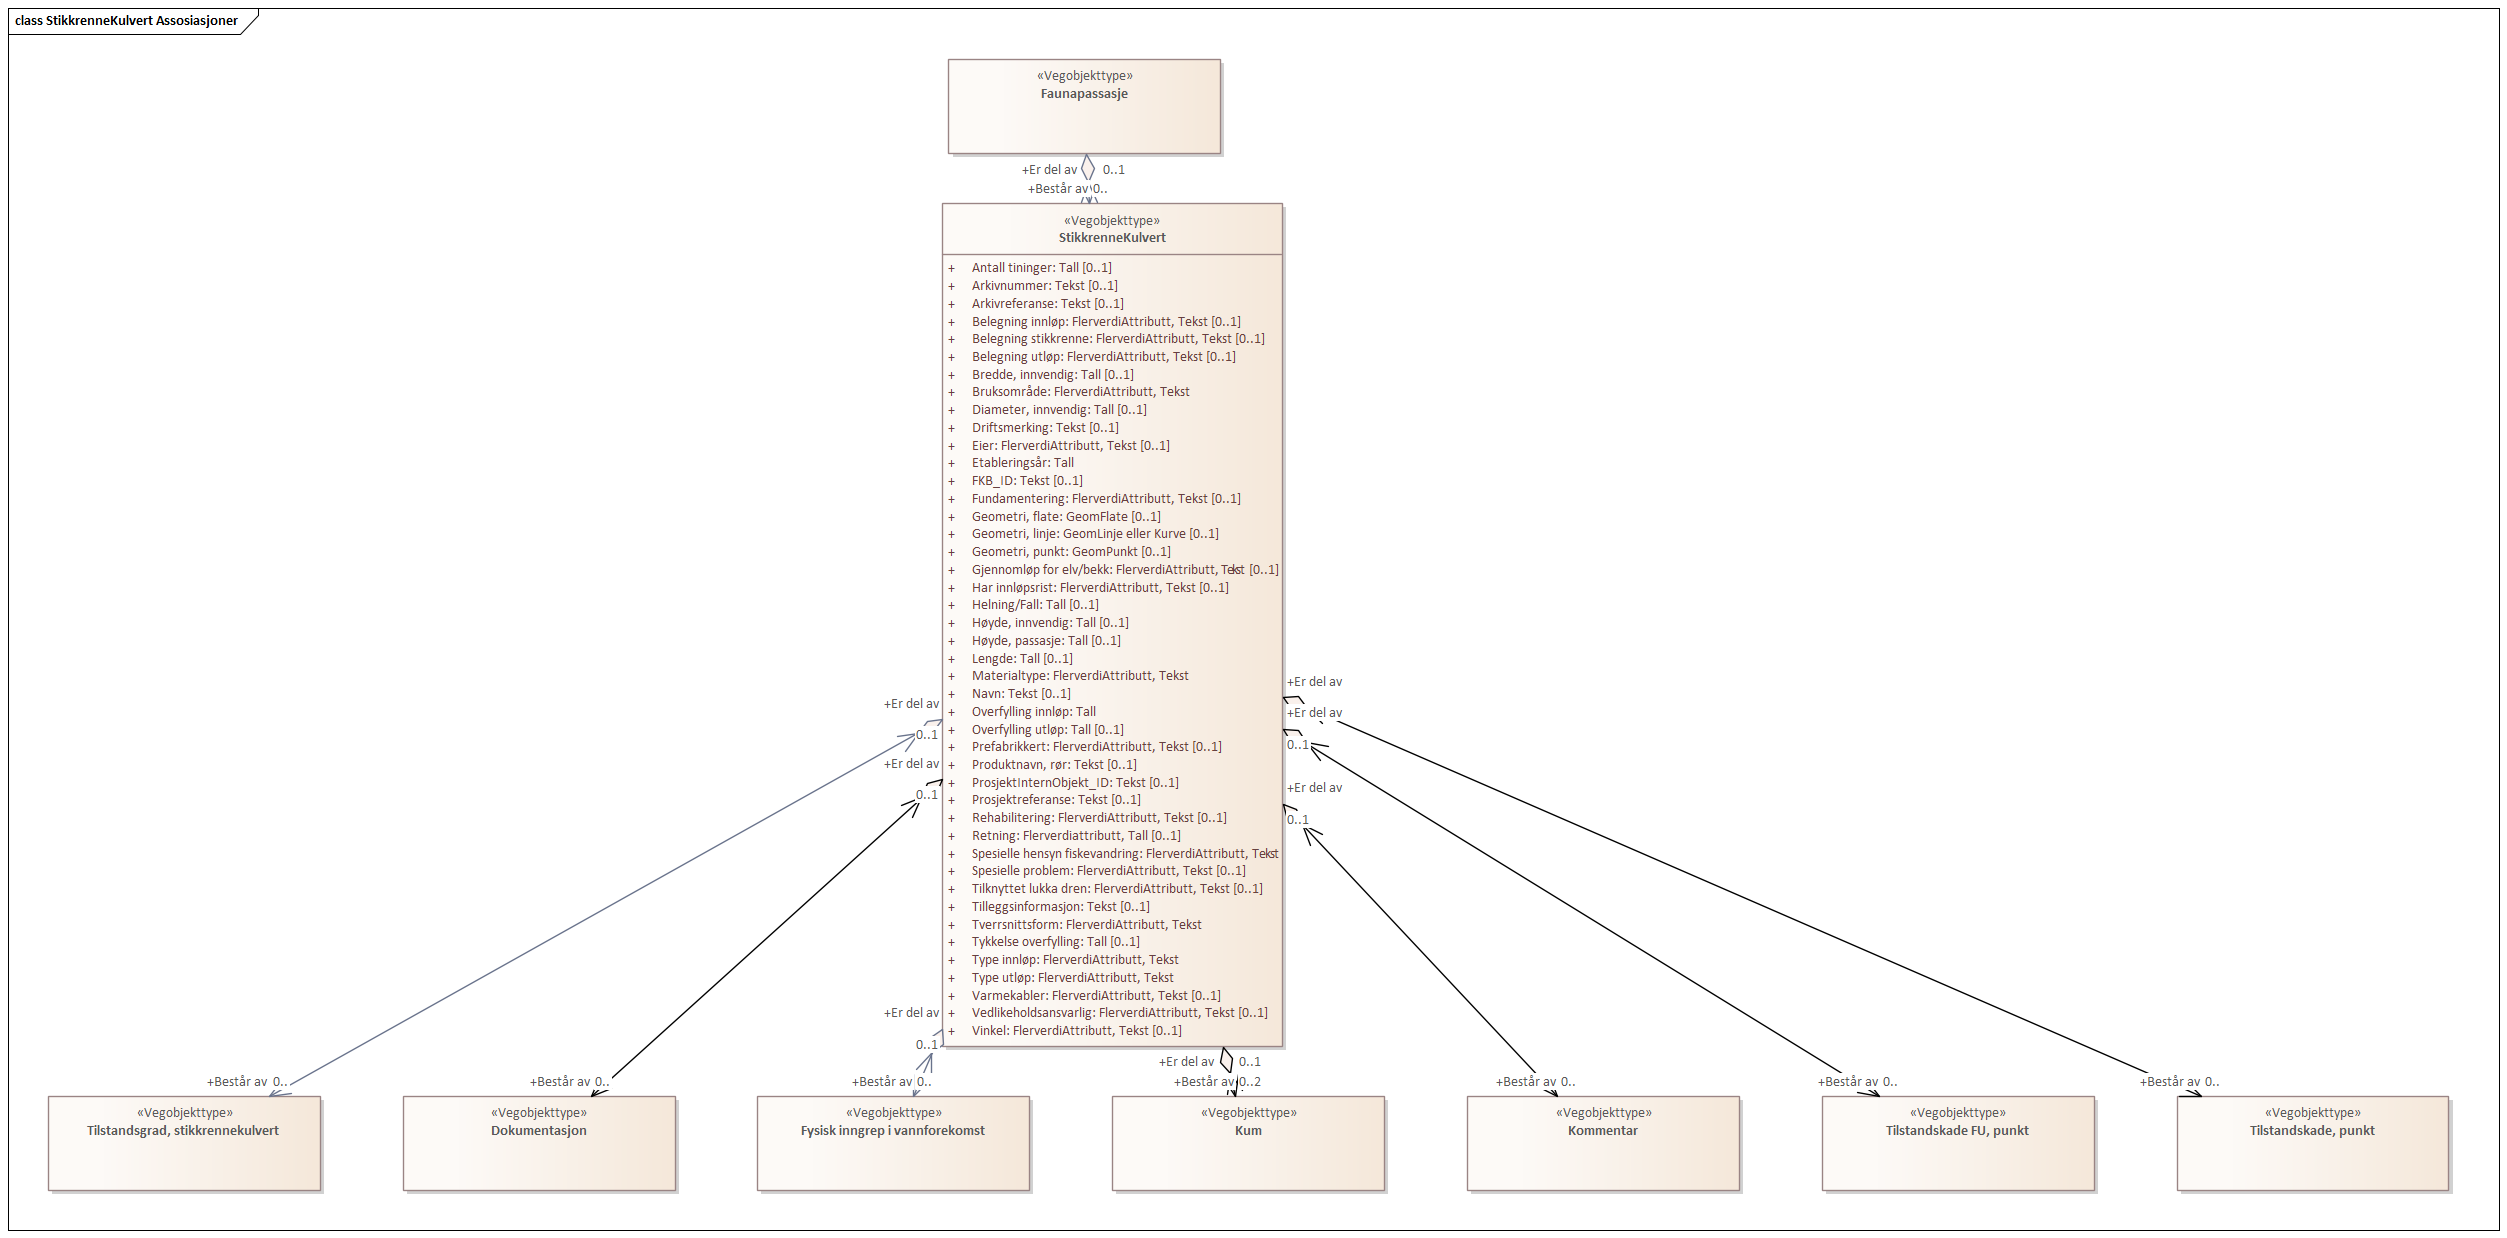 class StikkrenneKulvert Assosiasjoner
«Vegobjekttype»
Faunapassasje
+Er del av 0..1
+Består av 0..
«Vegobjekttype»
StikkrenneKulvert
+ Antall tininger: Tall [0..1]
+ Arkivnummer: Tekst [0..1]
+ Arkivreferanse: Tekst [0..1]
+ Belegning innløp: FlerverdiAttributt, Tekst [0..1]
+ Belegning stikkrenne: FlerverdiAttributt, Tekst [0..1]
+ Belegning utløp: FlerverdiAttributt, Tekst [0..1]
+ Bredde, innvendig: Tall [0..1]
+ Bruksområde: FlerverdiAttributt, Tekst
+ Diameter, innvendig: Tall [0..1]
+ Driftsmerking: Tekst [0..1]
+ Eier: FlerverdiAttributt, Tekst [0..1]
+ Etableringsår: Tall
+ FKB_ID: Tekst [0..1]
+ Fundamentering: FlerverdiAttributt, Tekst [0..1]
+ Geometri, flate: GeomFlate [0..1]
+ Geometri, linje: GeomLinje eller Kurve [0..1]
+ Geometri, punkt: GeomPunkt [0..1]
+ Gjennomløp for elv/bekk: FlerverdiAttributt, Tekst [0..1]
+ Har innløpsrist: FlerverdiAttributt, Tekst [0..1]
+ Helning/Fall: Tall [0..1]
+ Høyde, innvendig: Tall [0..1]
+ Høyde, passasje: Tall [0..1]
+ Lengde: Tall [0..1]
+ Materialtype: FlerverdiAttributt, Tekst
+ Navn: Tekst [0..1]
+ Overfylling innløp: Tall
+ Overfylling utløp: Tall [0..1]
+ Prefabrikkert: FlerverdiAttributt, Tekst [0..1]
+ Produktnavn, rør: Tekst [0..1]
+ ProsjektInternObjekt_ID: Tekst [0..1]
+ Prosjektreferanse: Tekst [0..1]
+ Rehabilitering: FlerverdiAttributt, Tekst [0..1]
+ Retning: Flerverdiattributt, Tall [0..1]
+ Spesielle hensyn fiskevandring: FlerverdiAttributt, Tekst
+ Spesielle problem: FlerverdiAttributt, Tekst [0..1]
+ Tilknyttet lukka dren: FlerverdiAttributt, Tekst [0..1]
+ Tilleggsinformasjon: Tekst [0..1]
+ Tverrsnittsform: FlerverdiAttributt, Tekst
+ Tykkelse overfylling: Tall [0..1]
+ Type innløp: FlerverdiAttributt, Tekst
+ Type utløp: FlerverdiAttributt, Tekst
+ Varmekabler: FlerverdiAttributt, Tekst [0..1]
+ Vedlikeholdsansvarlig: FlerverdiAttributt, Tekst [0..1]
+ Vinkel: FlerverdiAttributt, Tekst [0..1]
+Er del av
0..1
+Er del av
0..1
+Er del av
0..1
+Er del av
+Er del av
0..1
+Er del av
0..1
+Er del av 0..1
+Består av 0..
+Består av 0..
+Består av 0..
+Består av 0..2
+Består av 0..
+Består av 0..
+Består av 0..
«Vegobjekttype»
Tilstandsgrad, stikkrennekulvert
«Vegobjekttype»
Dokumentasjon
«Vegobjekttype»
Fysisk inngrep i vannforekomst
«Vegobjekttype»
Kum
«Vegobjekttype»
Kommentar
«Vegobjekttype»
Tilstandskade FU, punkt
«Vegobjekttype»
Tilstandskade, punkt